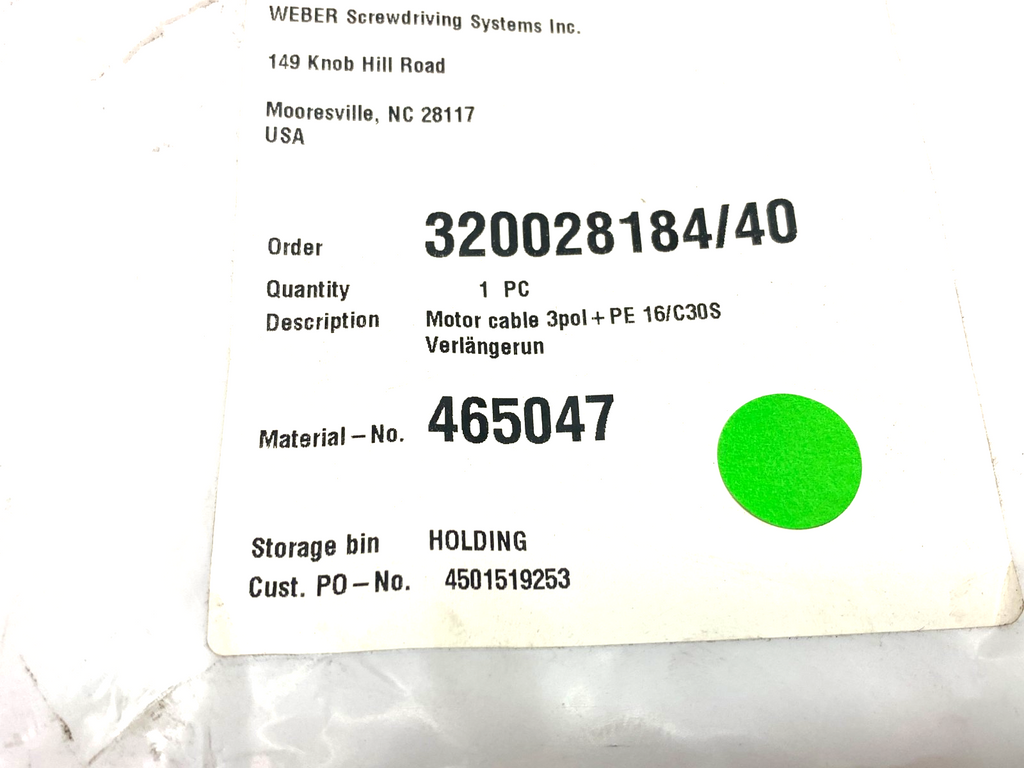 WEBER Screwdriving Systems Inc.
149 Knob Hill Road
Mooresville, NC 28117
USA
Order 320028184/40
Quantity 1 PC
Description Motor cable 3pol+PE 16/C30S
Verlängerun
Material-No. 465047
Storage bin HOLDING
Cust. PO-No. 4501519253